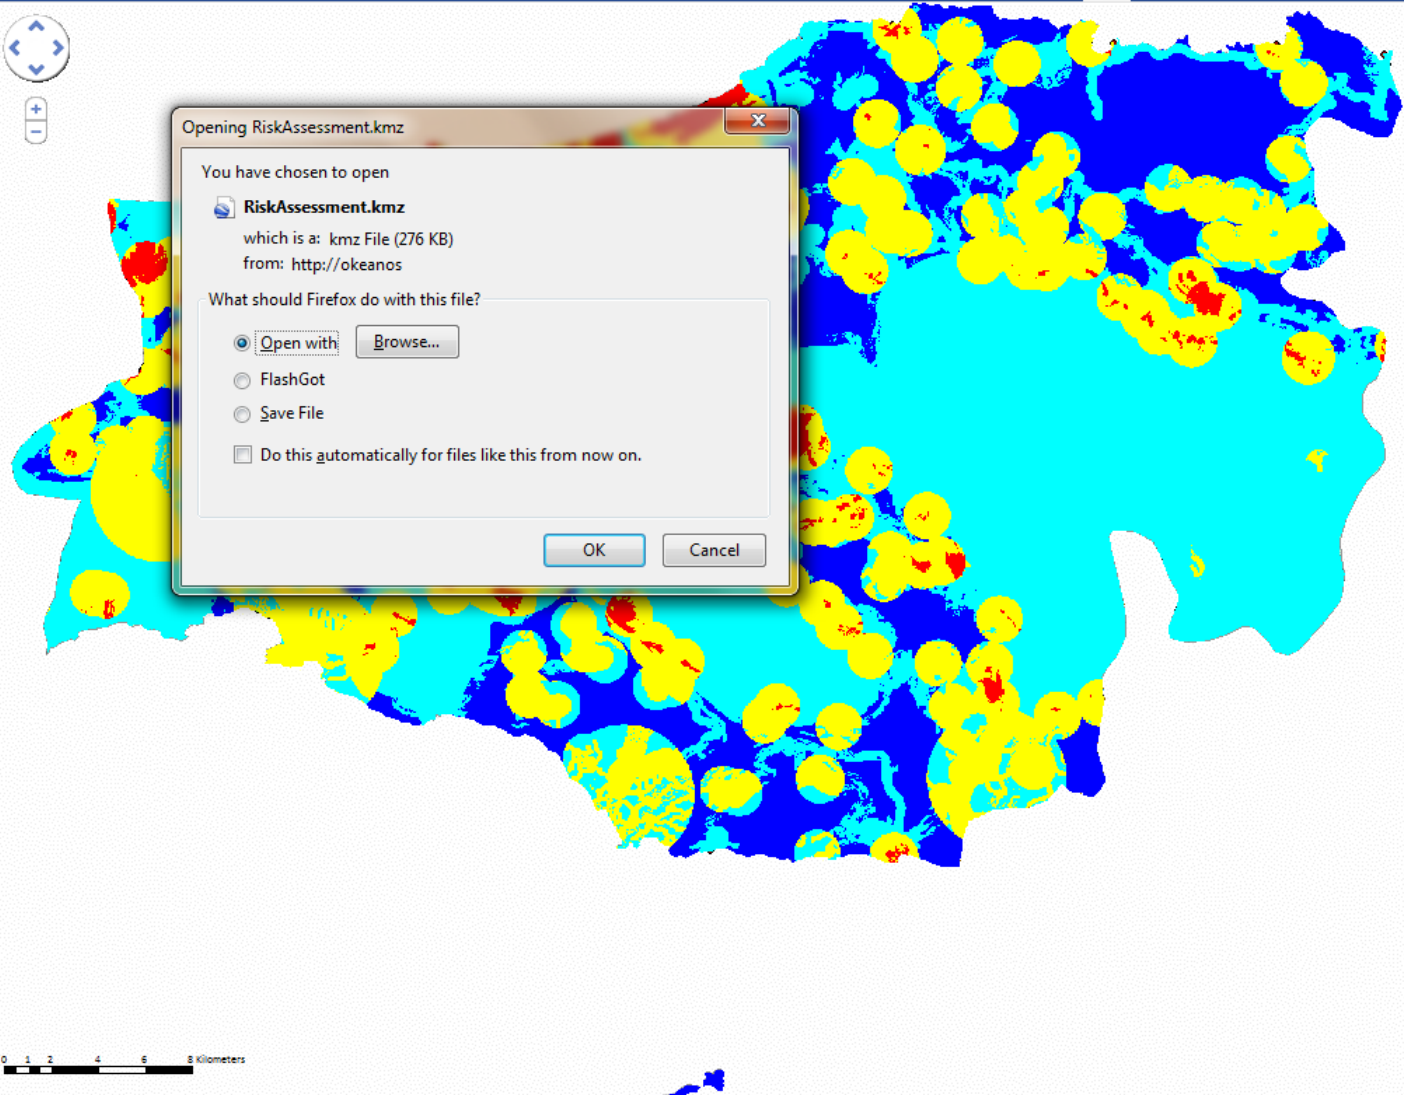 Opening RiskAssessment.kmz
You have chosen to open
RiskAssessment.kmz
which is a: kmz File (276 KB)
from: http://okeanos
What should Firefox do with this file?
Open with Browse...
FlashGot
Save File
Do this automatically for files like this from now on.
OK Cancel
0 1 2 4 6 8 Kilometers